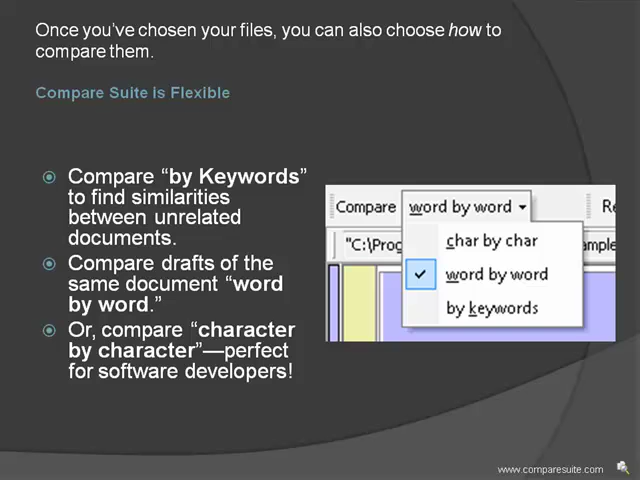 Once you’ve chosen your files, you can also choose how to
compare them.
Compare Suite is Flexible
Compare “by Keywords”
to find similarities
between unrelated
documents.
Compare drafts of the
same document “word
by word.”
Or, compare “character
by character”—perfect
for software developers!
Compare word by word Re
"C:\Prog ample
char by char
word by word
by keywords
www.comparesuite.com